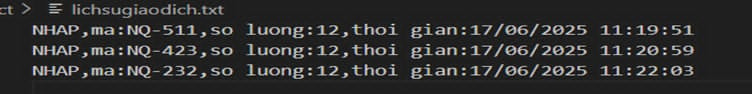 ct > lichsugiaodich.txt
NHAP,ma:NQ-511,so luong:12,thoi gian:17/06/2025 11:19:51
NHAP,ma:NQ-423,so luong:12,thoi gian:17/06/2025 11:20:59
NHAP,ma:NQ-232,so luong:12,thoi gian:17/06/2025 11:22:03